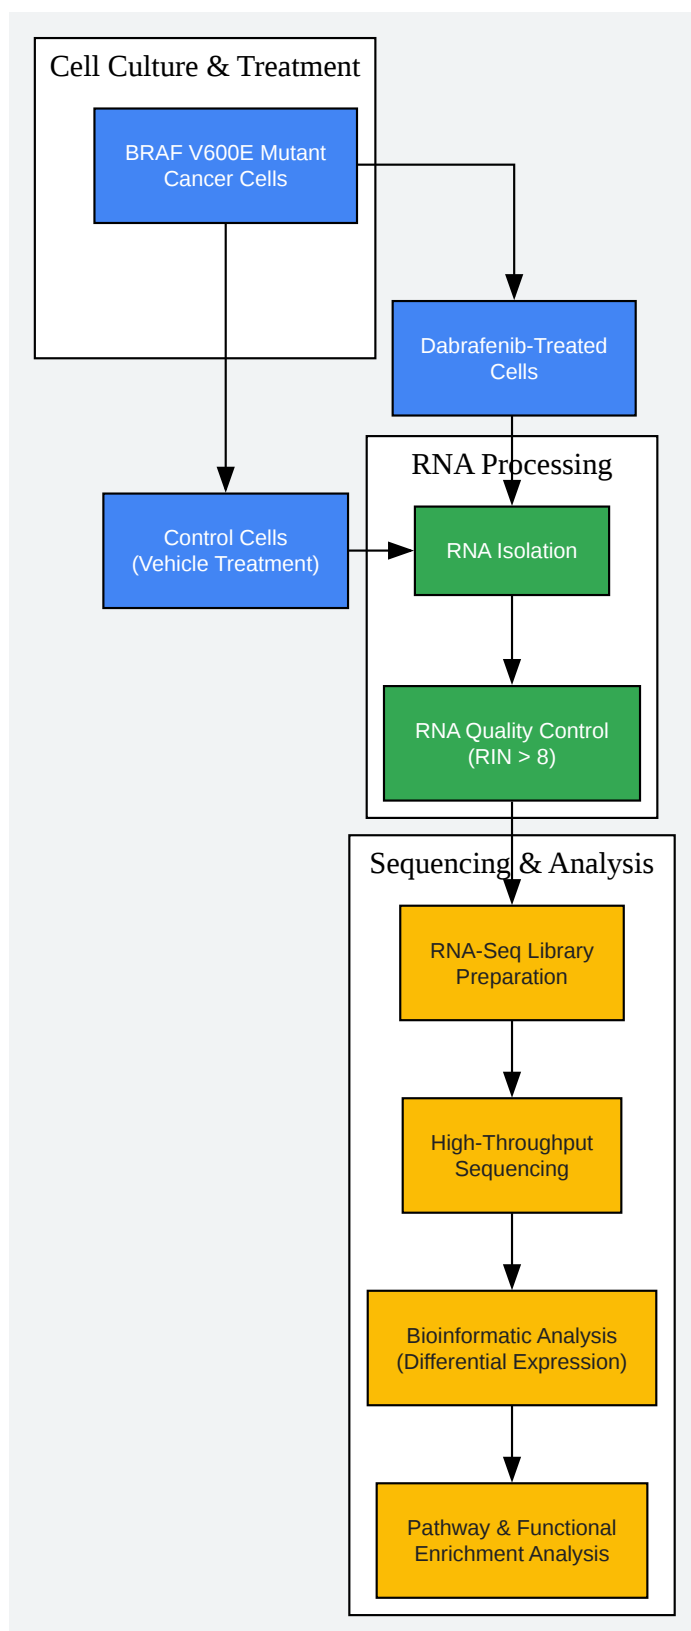 Cell Culture & Treatment
BRAF V600E Mutant
Cancer Cells
Dabrafenib-Treated
Cells
RNA Processing
Control Cells
(Vehicle Treatment)
RNA Isolation
RNA Quality Control
(RIN > 8)
Sequencing & Analysis
RNA-Seq Library
Preparation
High-Throughput
Sequencing
Bioinformatic Analysis
(Differential Expression)
Pathway & Functional
Enrichment Analysis